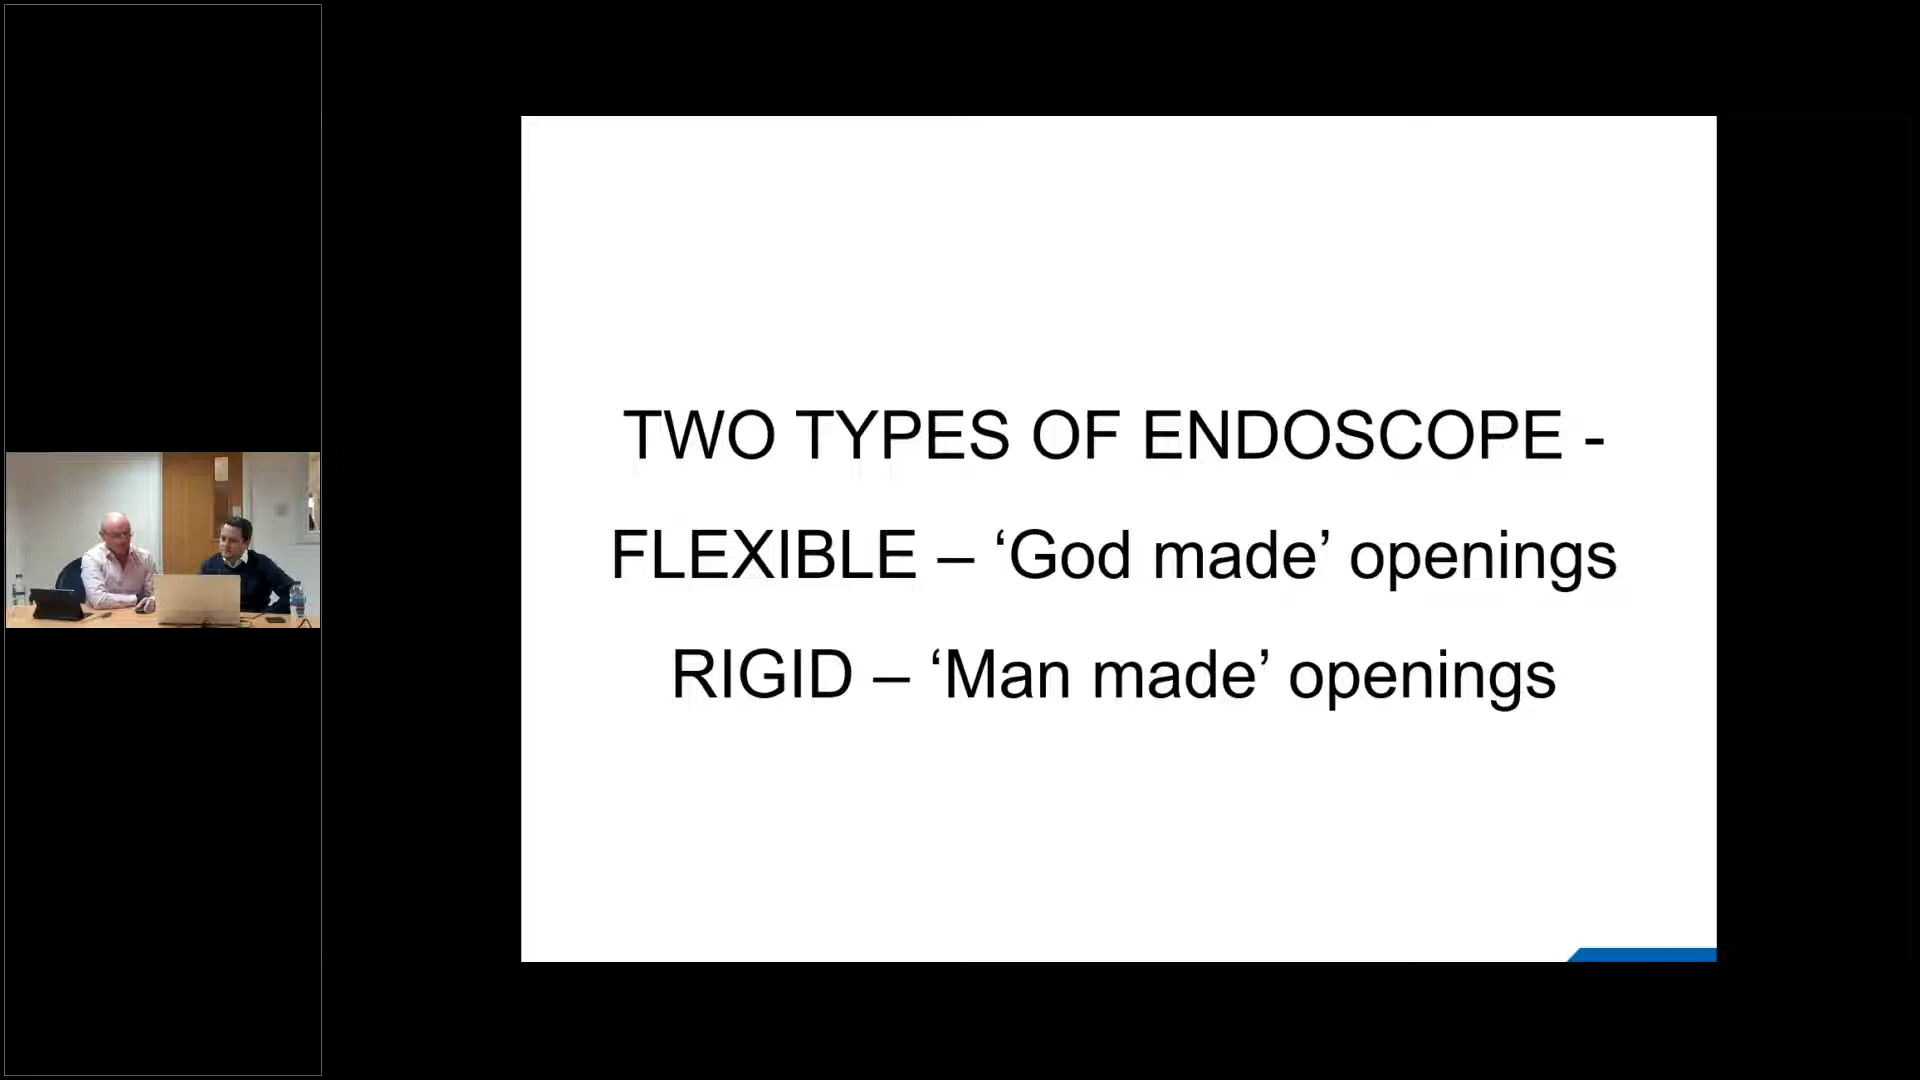 TWO TYPES OF ENDOSCOPE -
FLEXIBLE – ‘God made’ openings
RIGID – ‘Man made’ openings